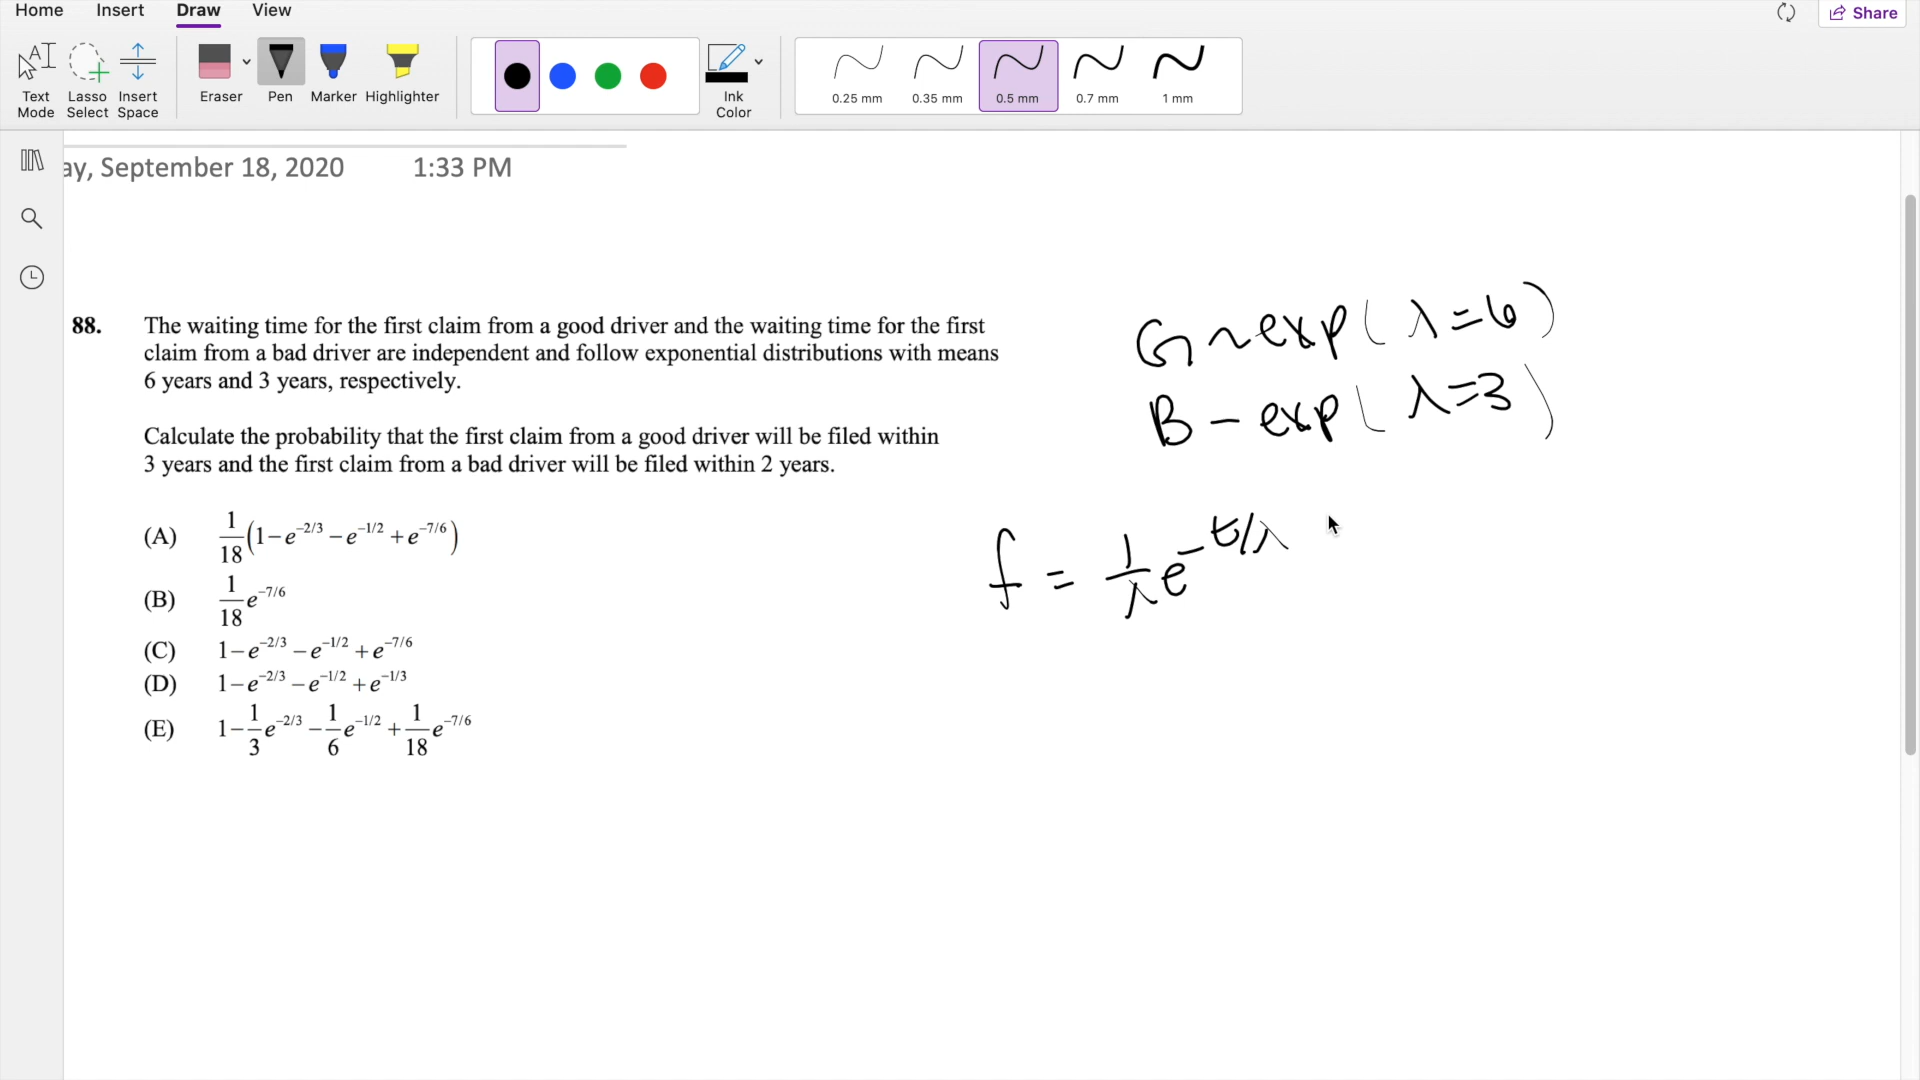 Home Insert Draw View Share
Text Mode Lasso Select Insert Space Eraser Pen Marker Highlighter Ink Color 0.25 mm 0.35 mm 0.5 mm 0.7 mm 1 mm
ay, September 18, 2020 1:33 PM
88. The waiting time for the first claim from a good driver and the waiting time for the first
claim from a bad driver are independent and follow exponential distributions with means
6 years and 3 years, respectively.
Calculate the probability that the first claim from a good driver will be filed within
3 years and the first claim from a bad driver will be filed within 2 years.
(A) 1/18 (1 − e^{−2/3} − e^{−1/2} + e^{−7/6})
(B) 1/18 e^{−7/6}
(C) 1 − e^{−2/3} − e^{−1/2} + e^{−7/6}
(D) 1 − e^{−2/3} − e^{−1/2} + e^{−1/3}
(E) 1 − 1/3 e^{−2/3} − 1/6 e^{−1/2} + 1/18 e^{−7/6}
G ~ exp( λ=6 )
B – exp( λ=3 )
f = 1/λ e^{−t/λ}